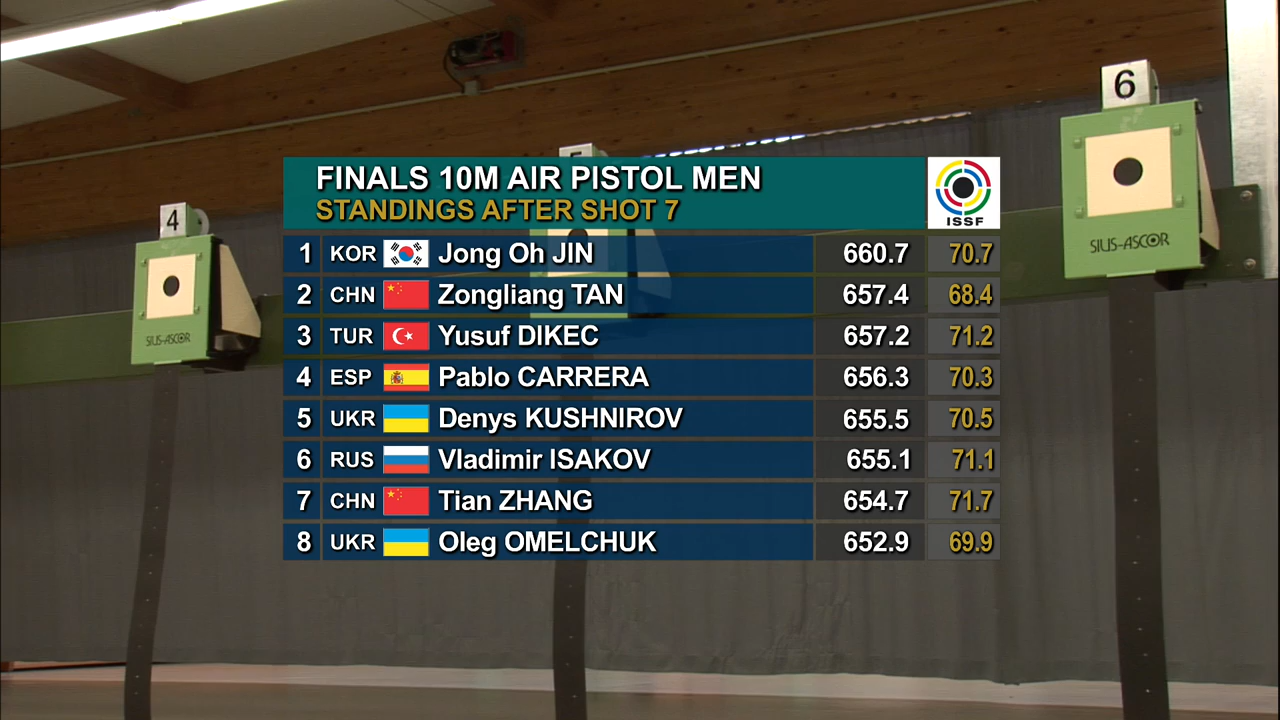 6
4
FINALS 10M AIR PISTOL MEN
STANDINGS AFTER SHOT 7
ISSF
1 KOR Jong Oh JIN 660.7 70.7
2 CHN Zongliang TAN 657.4 68.4
3 TUR Yusuf DIKEC 657.2 71.2
4 ESP Pablo CARRERA 656.3 70.3
5 UKR Denys KUSHNIROV 655.5 70.5
6 RUS Vladimir ISAKOV 655.1 71.1
7 CHN Tian ZHANG 654.7 71.7
8 UKR Oleg OMELCHUK 652.9 69.9
SIUS-ASCOR
SIUS-ASCOR